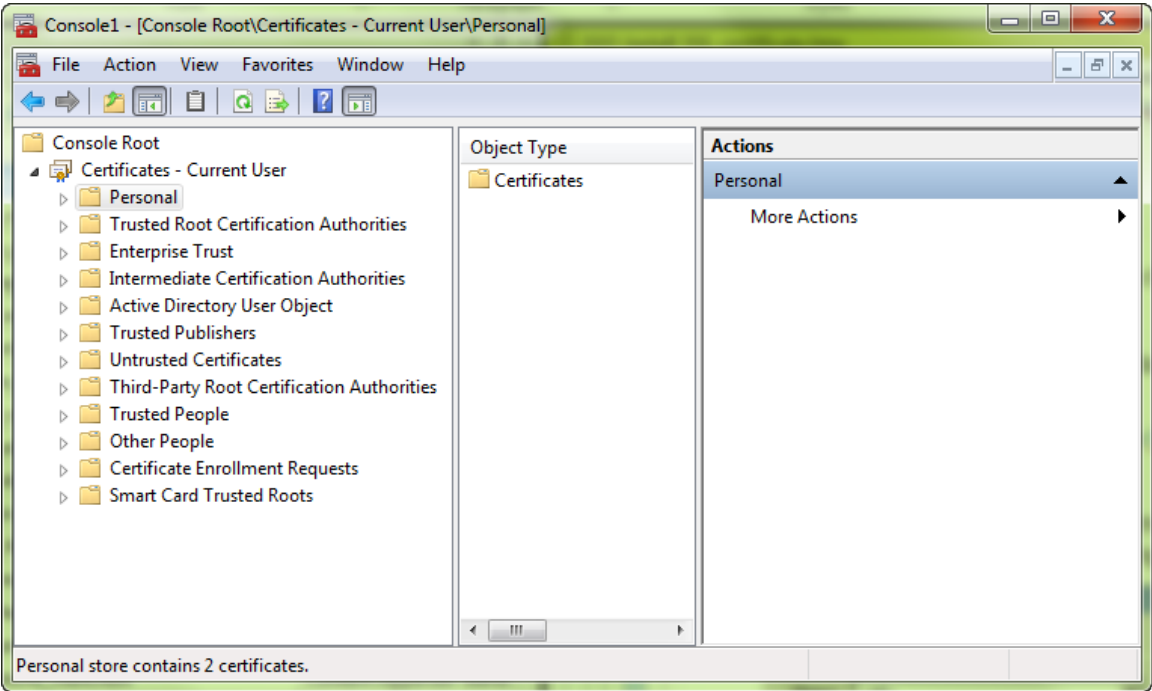 Console1 - [Console Root\Certificates - Current User\Personal]
File Action View Favorites Window Help
Console Root
Certificates - Current User
Personal
Trusted Root Certification Authorities
Enterprise Trust
Intermediate Certification Authorities
Active Directory User Object
Trusted Publishers
Untrusted Certificates
Third-Party Root Certification Authorities
Trusted People
Other People
Certificate Enrollment Requests
Smart Card Trusted Roots
Object Type
Certificates
Actions
Personal
More Actions
Personal store contains 2 certificates.